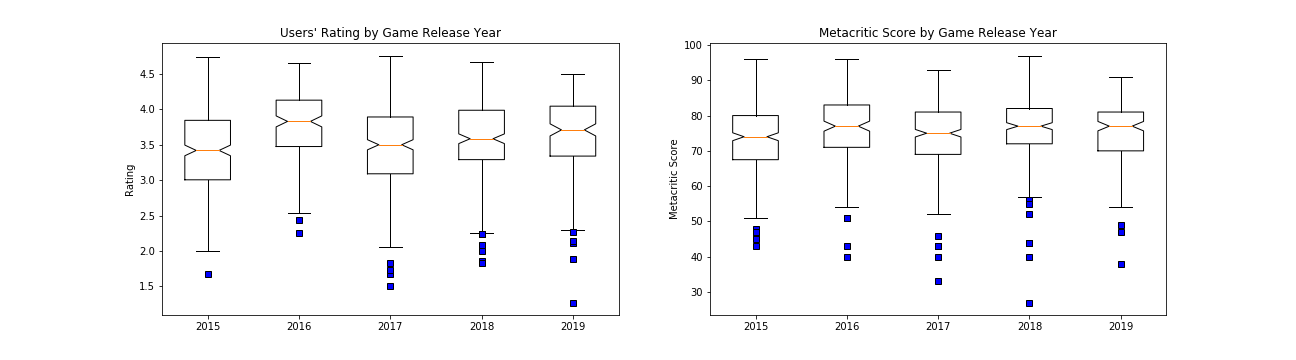 Users' Rating by Game Release Year
Rating
4.5
4.0
3.5
3.0
2.5
2.0
1.5
2015 2016 2017 2018 2019
Metacritic Score by Game Release Year
Metacritic Score
100
90
80
70
60
50
40
30
2015 2016 2017 2018 2019